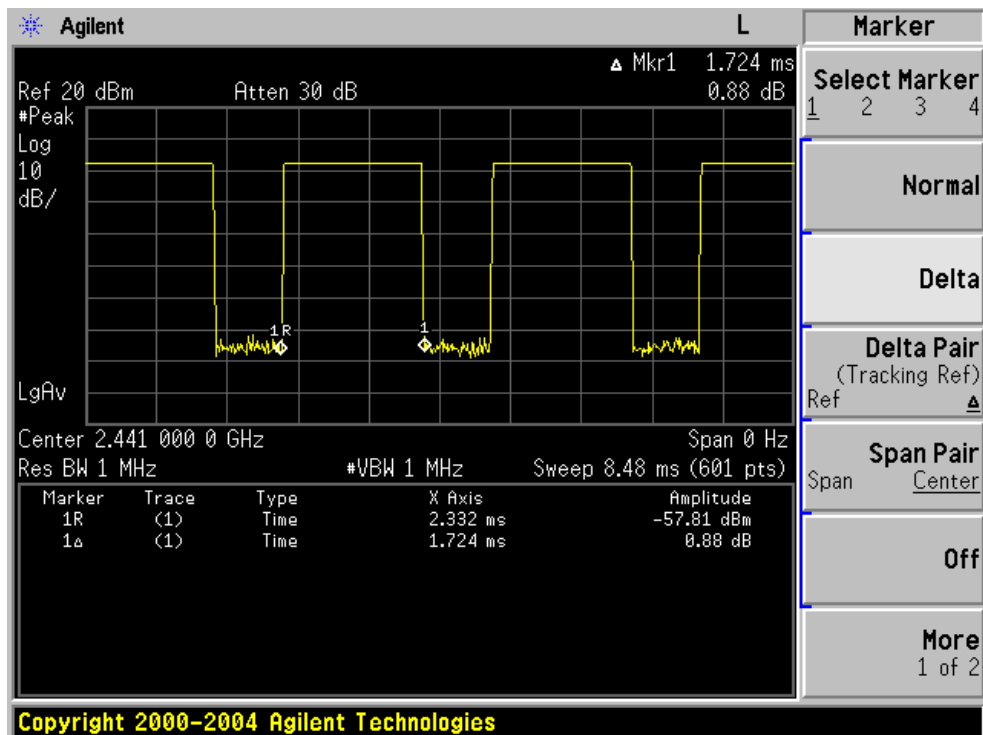 Agilent L
Δ Mkr1 1.724 ms
Ref 20 dBm Atten 30 dB 0.88 dB
#Peak
Log
10
dB/
1R 1
LgAv
Center 2.441 000 0 GHz Span 0 Hz
Res BW 1 MHz #VBW 1 MHz Sweep 8.48 ms (601 pts)
Marker Trace Type X Axis Amplitude
1R (1) Time 2.332 ms -57.81 dBm
1Δ (1) Time 1.724 ms 0.88 dB
Marker
Select Marker
1 2 3 4
Normal
Delta
Delta Pair
(Tracking Ref)
Ref Δ
Span Pair
Span Center
Off
More
1 of 2
Copyright 2000-2004 Agilent Technologies